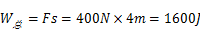 W总 = Fs = 400N × 4m = 1600J